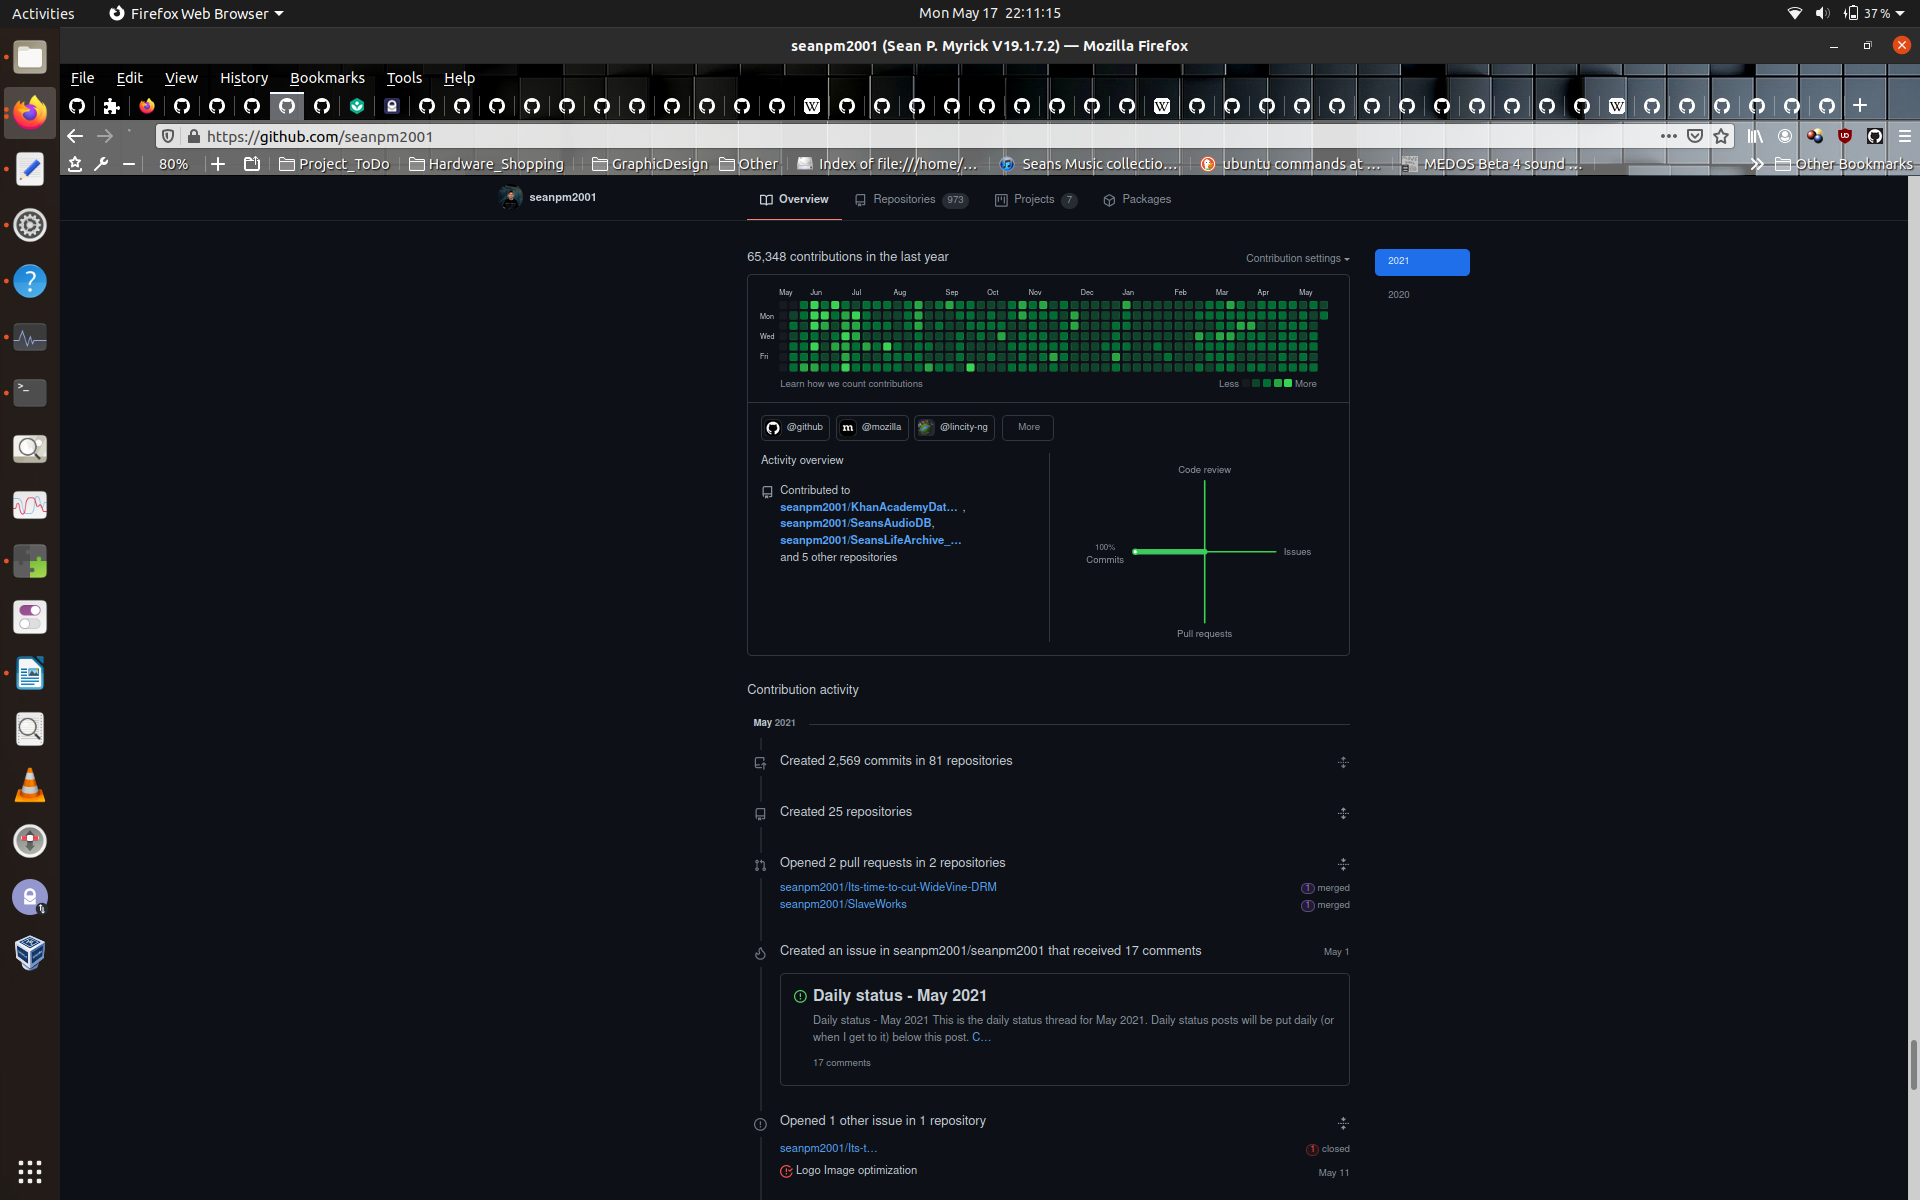 Activities
Firefox Web Browser
Mon May 17 22:11:15
37 %
seanpm2001 (Sean P. Myrick V19.1.7.2) — Mozilla Firefox
File Edit View History Bookmarks Tools Help
https://github.com/seanpm2001
80%
Project_ToDo
Hardware_Shopping
GraphicDesign
Other
Index of file:///home/...
Seans Music collectio...
ubuntu commands at ...
MEDOS Beta 4 sound ...
Other Bookmarks
seanpm2001
Overview
Repositories 973
Projects 7
Packages
65,348 contributions in the last year
Contribution settings
2021
2020
May Jun Jul Aug Sep Oct Nov Dec Jan Feb Mar Apr May
Mon
Wed
Fri
Learn how we count contributions
Less
More
@github
@mozilla
@lincity-ng
More
Activity overview
Contributed to
seanpm2001/KhanAcademyDat... ,
seanpm2001/SeansAudioDB,
seanpm2001/SeansLifeArchive_...
and 5 other repositories
Code review
100%
Commits
Issues
Pull requests
Contribution activity
May 2021
Created 2,569 commits in 81 repositories
Created 25 repositories
Opened 2 pull requests in 2 repositories
seanpm2001/Its-time-to-cut-WideVine-DRM
1 merged
seanpm2001/SlaveWorks
1 merged
Created an issue in seanpm2001/seanpm2001 that received 17 comments
May 1
Daily status - May 2021
Daily status - May 2021 This is the daily status thread for May 2021. Daily status posts will be put daily (or
when I get to it) below this post. C...
17 comments
Opened 1 other issue in 1 repository
seanpm2001/Its-t...
1 closed
Logo Image optimization
May 11